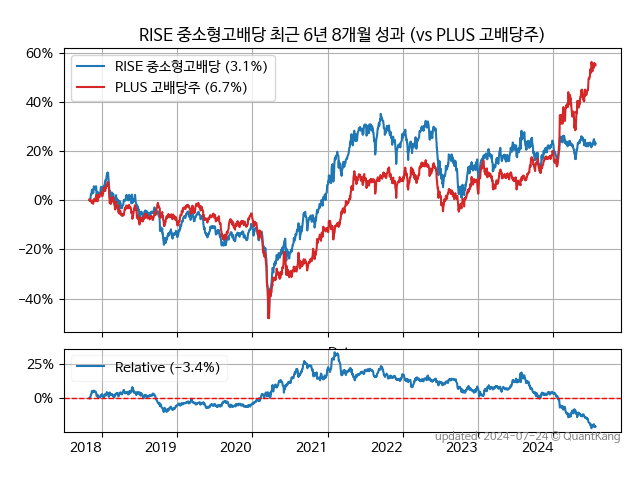 RISE 중소형고배당 최근 6년 8개월 성과 (vs PLUS 고배당주)
60%
RISE 중소형고배당 (3.1%)
PLUS 고배당주 (6.7%)
40%
20%
0%
−20%
−40%
25%
Relative (−3.4%)
0%
updated: 2024-07-24 © QuantKang
2018 2019 2020 2021 2022 2023 2024